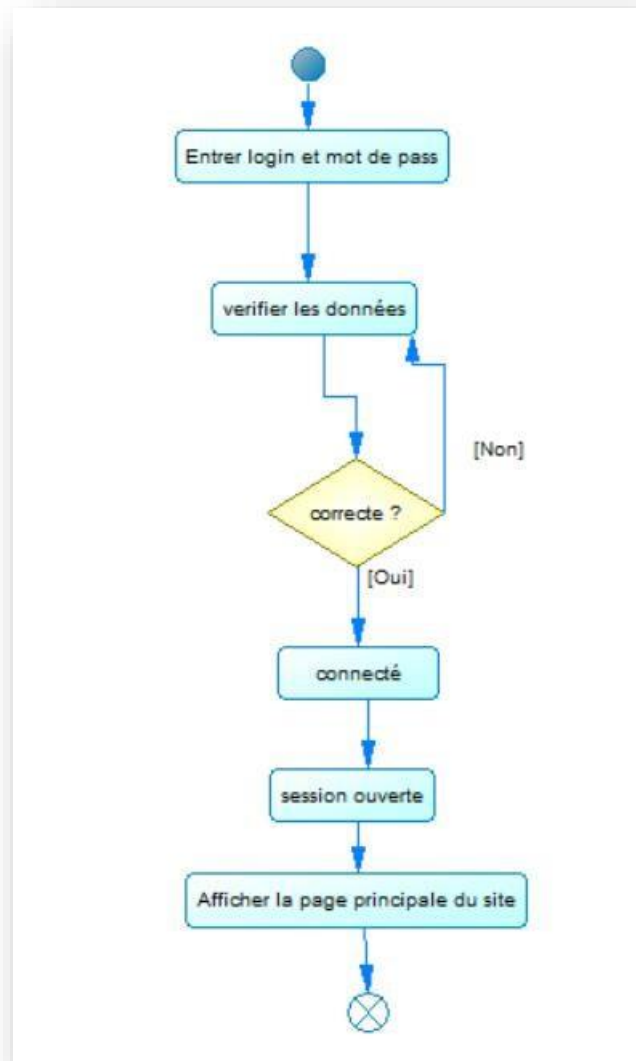 Entrer login et mot de pass
verifier les données
[Non]
correcte ?
[Oui]
connecté
session ouverte
Afficher la page principale du site